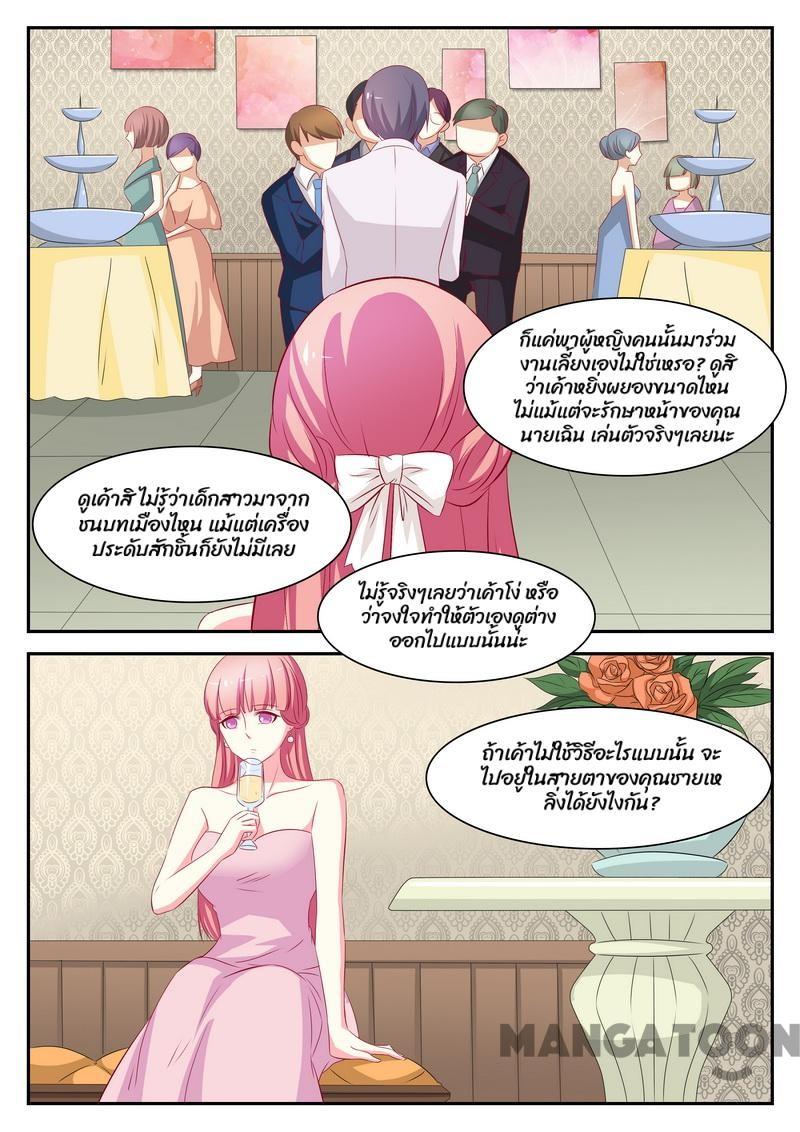 ก็แค่พาผู้หญิงคนนั้นมาร่วม
งานเลี้ยงเองไม่ใช่เหรอ? ดูสิ
ว่าเค้าหยิ่งผยองขนาดไหน
ไม่แม้แต่จะรักษาหน้าของคุณ
นายเฉิน เล่นตัวจริงๆเลยนะ
ดูเค้าสิ ไม่รู้ว่าเด็กสาวมาจาก
ชนบทเมืองไหน แม้แต่เครื่อง
ประดับสักชิ้นก็ยังไม่มีเลย
ไม่รู้จริงๆเลยว่าเค้าโง่ หรือ
ว่าจงใจทำให้ตัวเองดูต่าง
ออกไปแบบนั้นน่ะ
ถ้าเค้าไม่ใช้วิธีอะไรแบบนั้น จะ
ไปอยู่ในสายตาของคุณชายเห
ลิ่งได้ยังไงกัน?
MANGATOON